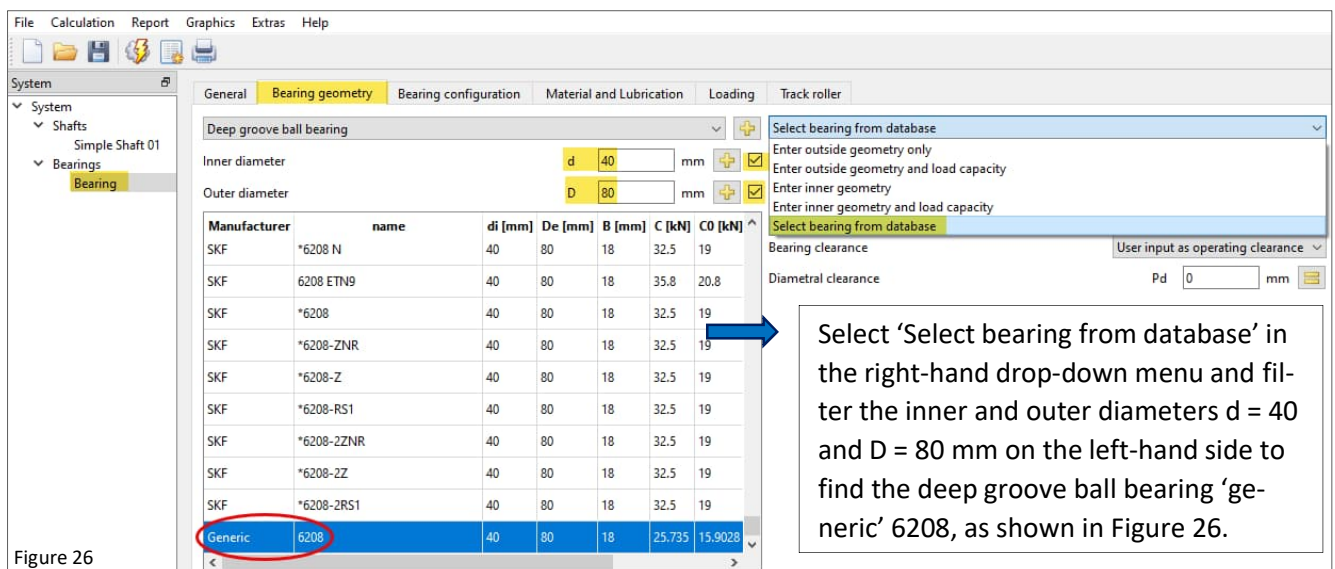 File Calculation Report Graphics Extras Help
System
System
Shafts
Simple Shaft 01
Bearings
Bearing
General Bearing geometry Bearing configuration Material and Lubrication Loading Track roller
Deep groove ball bearing
Inner diameter d 40 mm
Outer diameter D 80 mm
Manufacturer name di [mm] De [mm] B [mm] C [kN] C0 [kN]
SKF *6208 N 40 80 18 32.5 19
SKF 6208 ETN9 40 80 18 35.8 20.8
SKF *6208 40 80 18 32.5 19
SKF *6208-ZNR 40 80 18 32.5 19
SKF *6208-Z 40 80 18 32.5 19
SKF *6208-RS1 40 80 18 32.5 19
SKF *6208-2ZNR 40 80 18 32.5 19
SKF *6208-2Z 40 80 18 32.5 19
SKF *6208-2RS1 40 80 18 32.5 19
Generic 6208 40 80 18 25.735 15.9028
Select bearing from database
Enter outside geometry only
Enter outside geometry and load capacity
Enter inner geometry
Enter inner geometry and load capacity
Select bearing from database
Bearing clearance User input as operating clearance
Diametral clearance Pd 0 mm
Select ‘Select bearing from database’ in
the right-hand drop-down menu and fil-
ter the inner and outer diameters d = 40
and D = 80 mm on the left-hand side to
find the deep groove ball bearing ‘ge-
neric’ 6208, as shown in Figure 26.
Figure 26